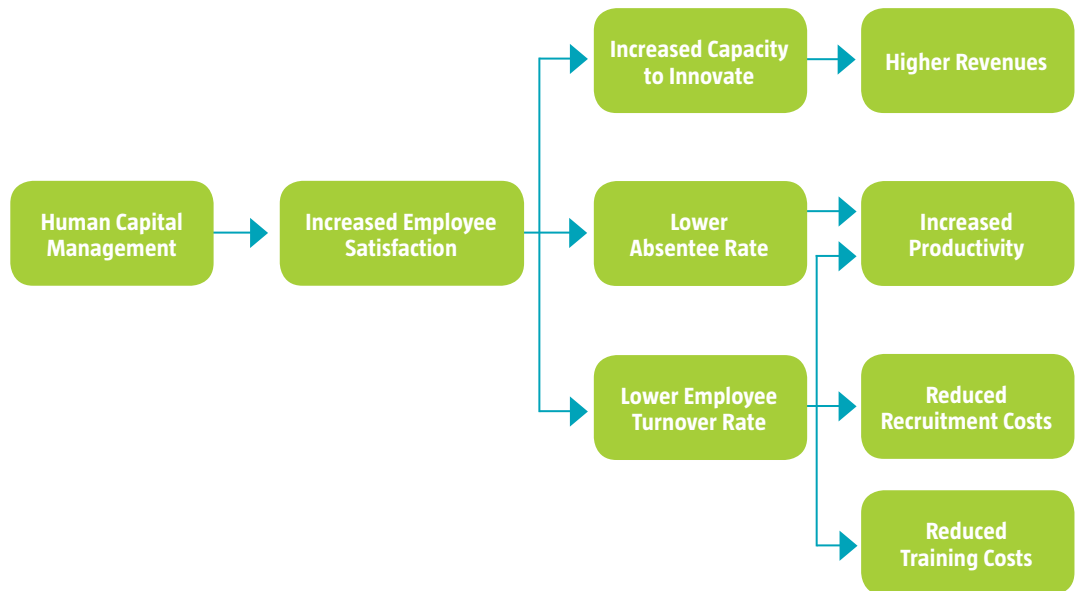 Increased Capacity
to Innovate
Higher Revenues
Human Capital
Management
Increased Employee
Satisfaction
Lower
Absentee Rate
Increased
Productivity
Lower Employee
Turnover Rate
Reduced
Recruitment Costs
Reduced
Training Costs